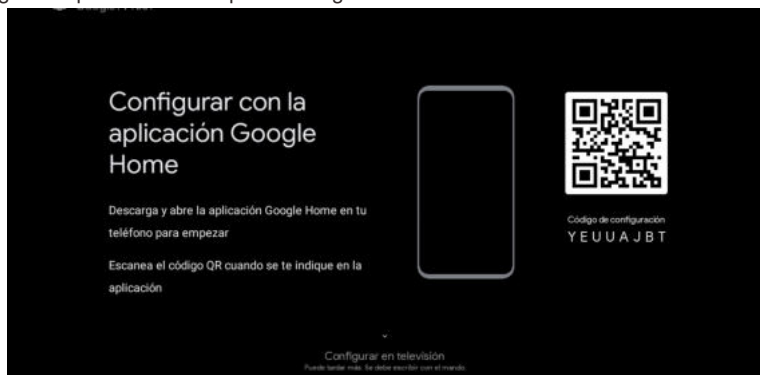 Configurar con la
aplicación Google
Home
Descarga y abre la aplicación Google Home en tu
teléfono para empezar
Escanea el código QR cuando se te indique en la
aplicación
Código de configuración
YEUUAJBT
Configurar en televisión
Puede tardar más. Se debe escribir con el mando.